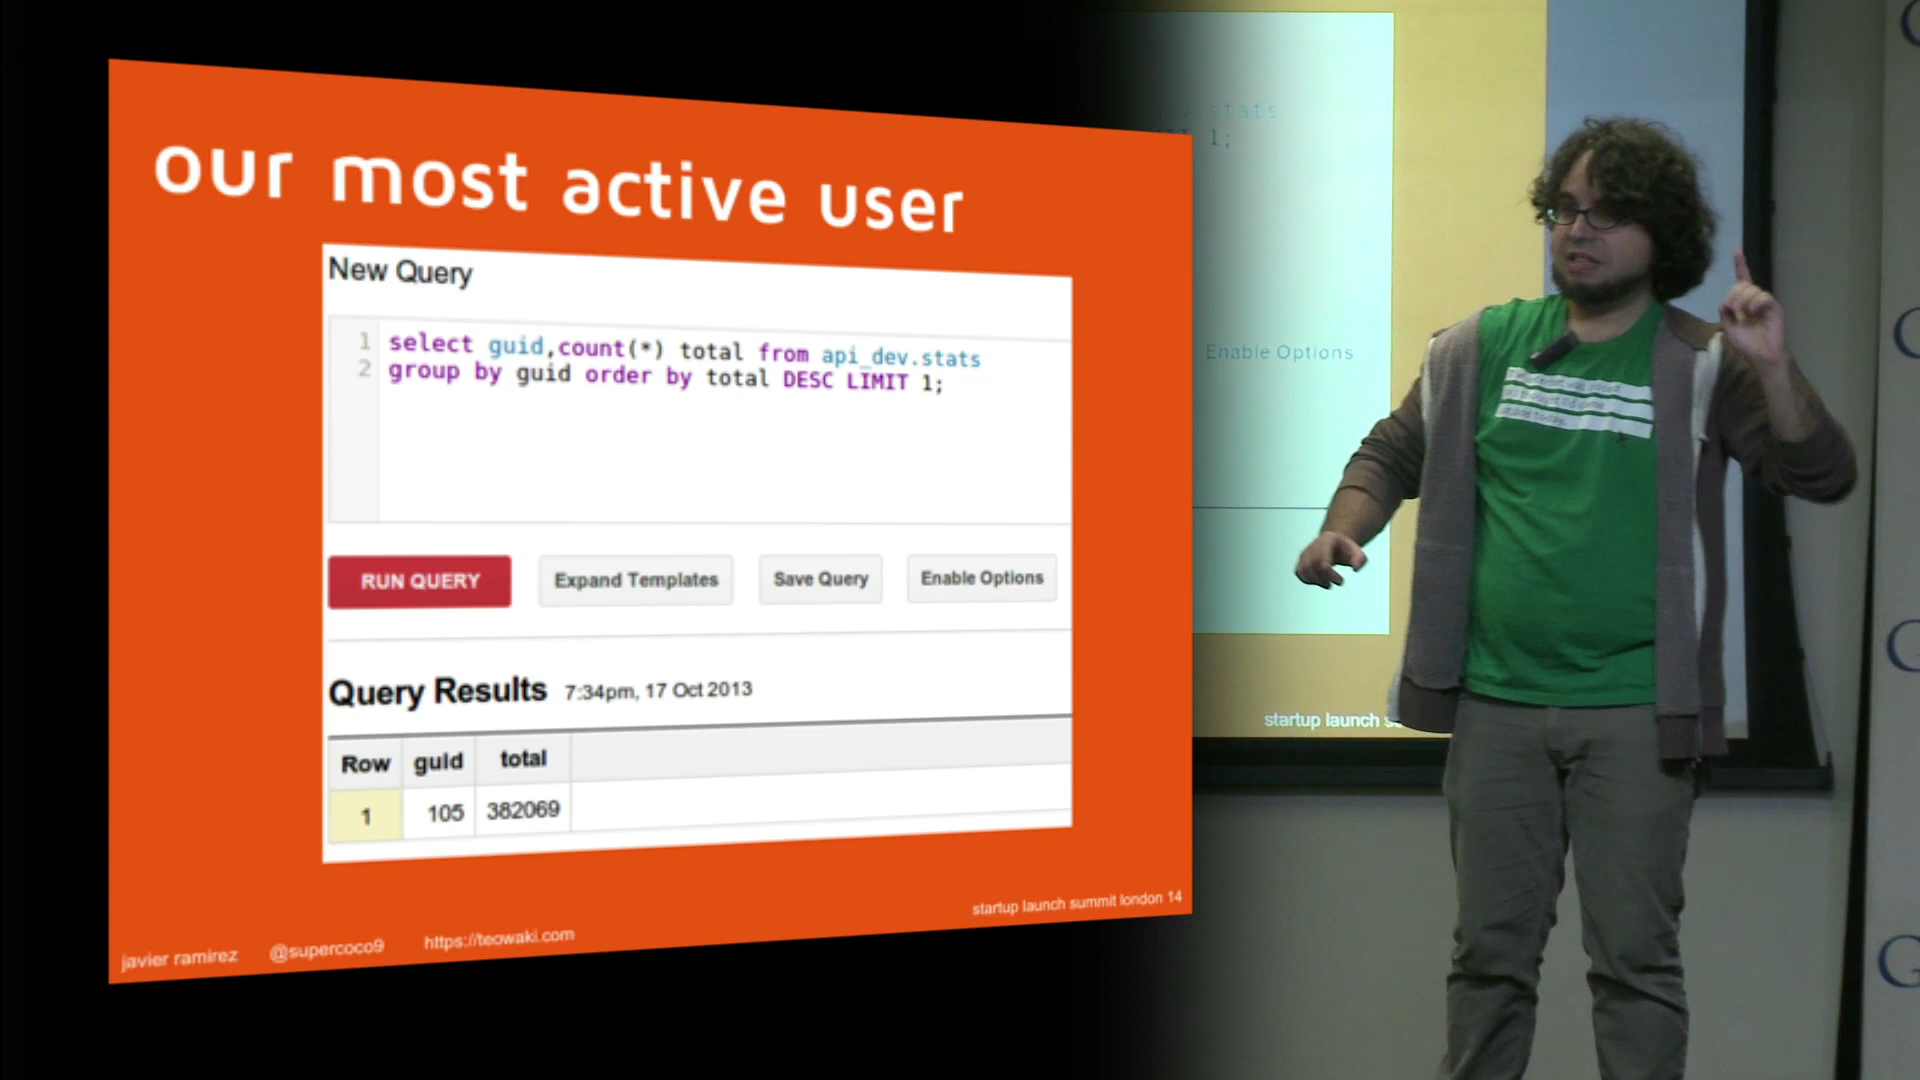 our most active user
New Query
1 select guid,count(*) total from api_dev.stats
2 group by guid order by total DESC LIMIT 1;
RUN QUERY Expand Templates Save Query Enable Options
Query Results 7:34pm, 17 Oct 2013
Row guid total
1 105 382069
javier ramirez @supercoco9 https://teowaki.com
startup launch summit london 14
.stats
1;
Enable Options
startup launch
G
G
G
G